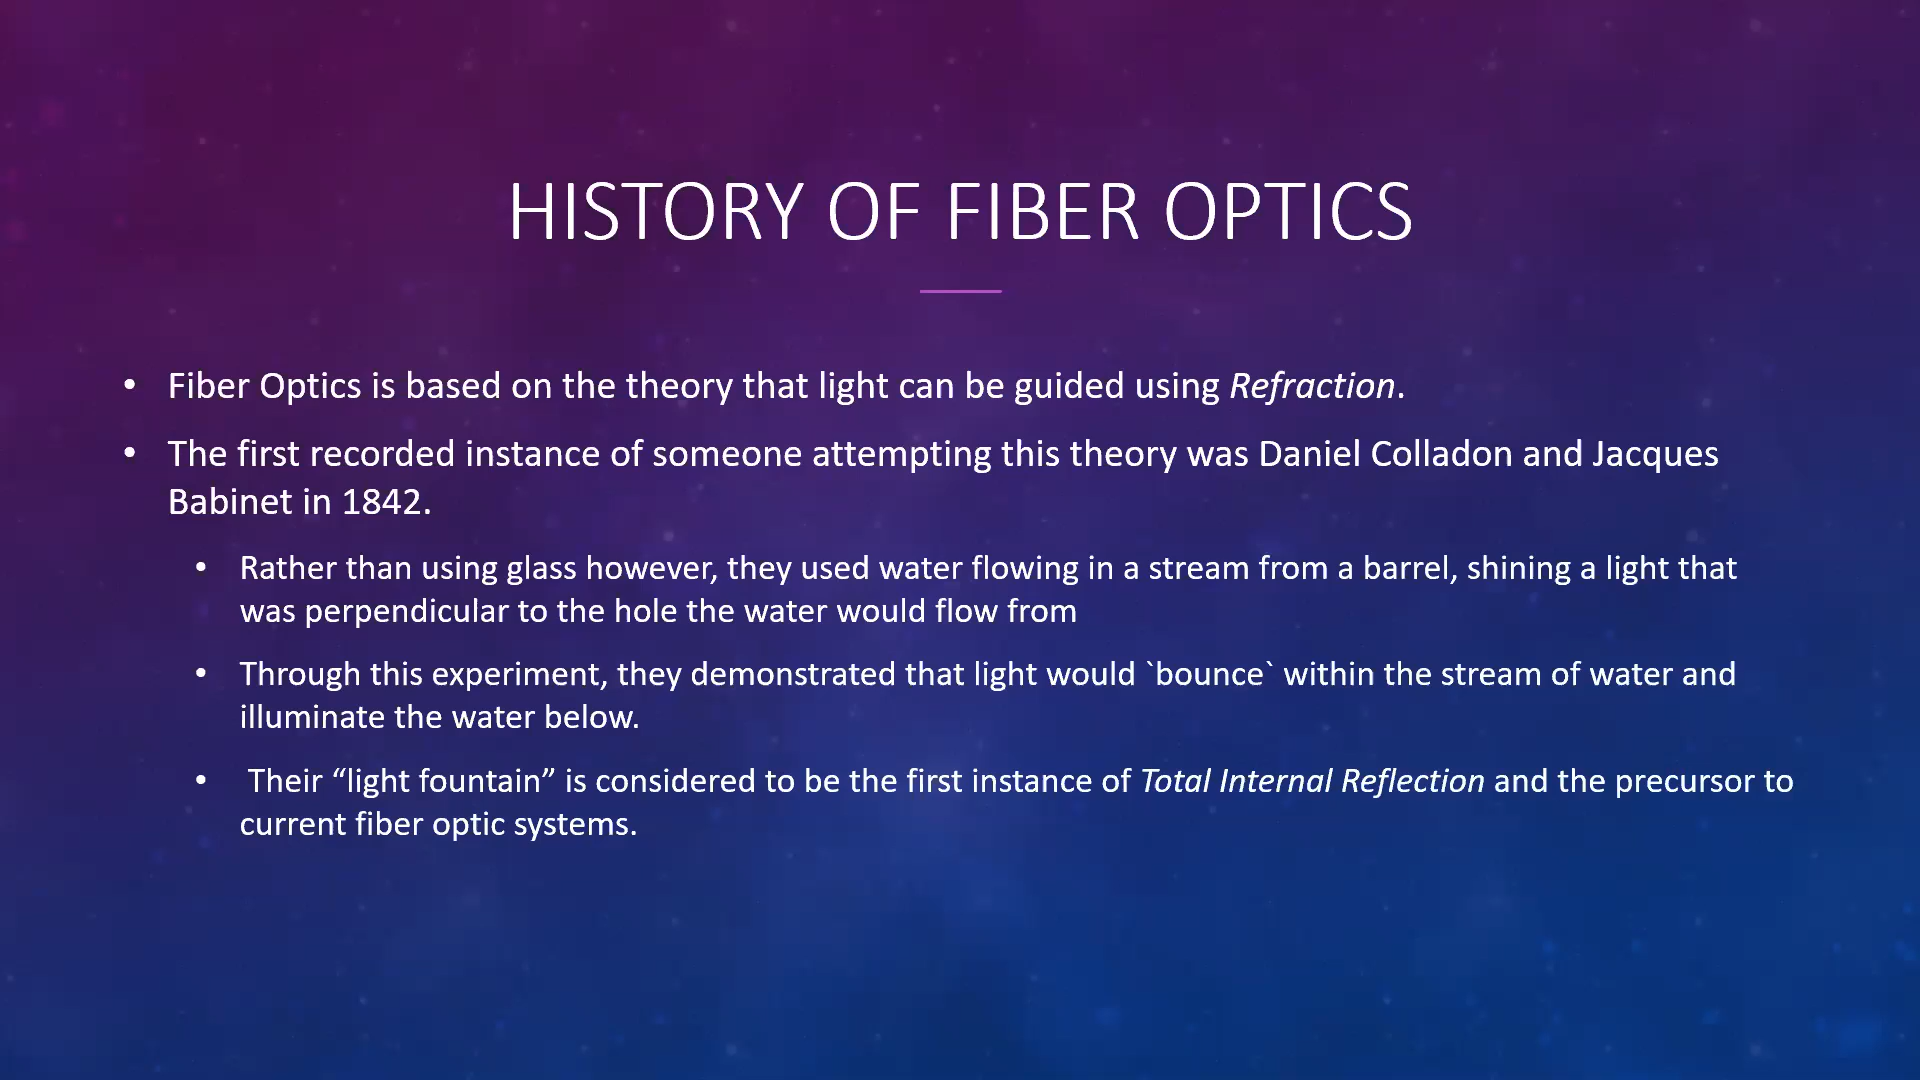 HISTORY OF FIBER OPTICS
• Fiber Optics is based on the theory that light can be guided using Refraction.
• The first recorded instance of someone attempting this theory was Daniel Colladon and Jacques
Babinet in 1842.
• Rather than using glass however, they used water flowing in a stream from a barrel, shining a light that
was perpendicular to the hole the water would flow from
• Through this experiment, they demonstrated that light would `bounce` within the stream of water and
illuminate the water below.
• Their “light fountain” is considered to be the first instance of Total Internal Reflection and the precursor to
current fiber optic systems.